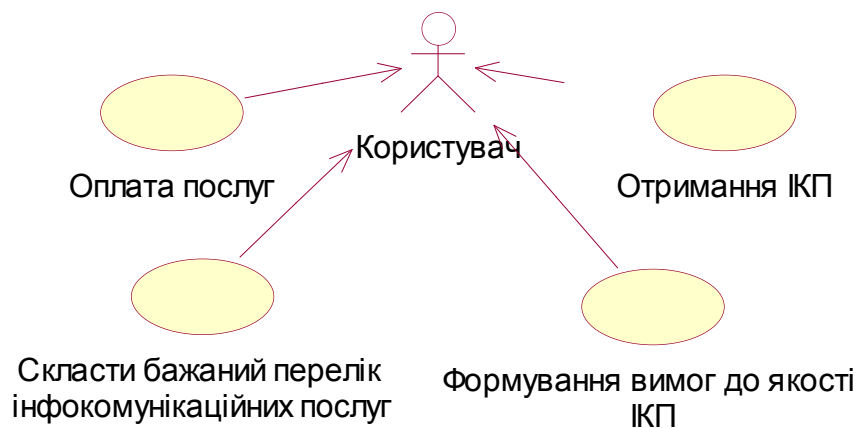 Користувач
Оплата послуг
Отримання ІКП
Скласти бажаний перелік
інфокомунікаційних послуг
Формування вимог до якості
ІКП